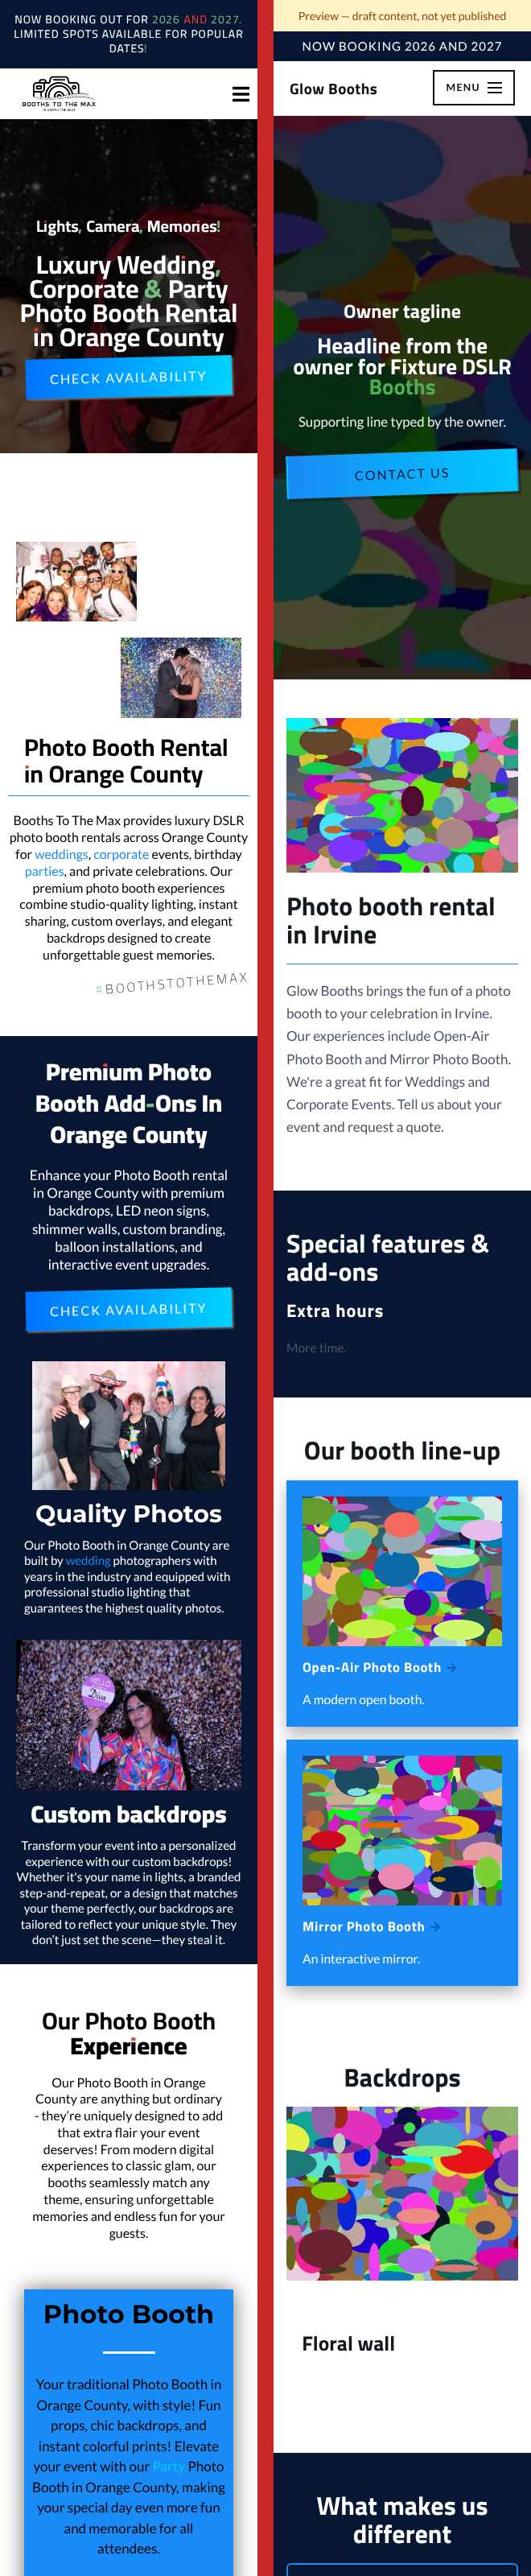 NOW BOOKING OUT FOR 2026 AND 2027.
LIMITED SPOTS AVAILABLE FOR POPULAR
DATES!
BOOTHS TO THE MAX
Lights, Camera, Memories!
Luxury Wedding,
Corporate & Party
Photo Booth Rental
in Orange County
CHECK AVAILABILITY
Photo Booth Rental
in Orange County
Booths To The Max provides luxury DSLR
photo booth rentals across Orange County
for weddings, corporate events, birthday
parties, and private celebrations. Our
premium photo booth experiences
combine studio-quality lighting, instant
sharing, custom overlays, and elegant
backdrops designed to create
unforgettable guest memories.
#BOOTHSTOTHEMAX
Premium Photo
Booth Add-Ons In
Orange County
Enhance your Photo Booth rental
in Orange County with premium
backdrops, LED neon signs,
shimmer walls, custom branding,
balloon installations, and
interactive event upgrades.
CHECK AVAILABILITY
Quality Photos
Our Photo Booth in Orange County are
built by wedding photographers with
years in the industry and equipped with
professional studio lighting that
guarantees the highest quality photos.
HELLO
Diva
Custom backdrops
Transform your event into a personalized
experience with our custom backdrops!
Whether it's your name in lights, a branded
step-and-repeat, or a design that matches
your theme perfectly, our backdrops are
tailored to reflect your unique style. They
don't just set the scene—they steal it.
Our Photo Booth
Experience
Our Photo Booth in Orange
County are anything but ordinary
- they're uniquely designed to add
that extra flair your event
deserves! From modern digital
experiences to classic glam, our
booths seamlessly match any
theme, ensuring unforgettable
memories and endless fun for your
guests.
Photo Booth
Your traditional Photo Booth in
Orange County, with style! Fun
props, chic backdrops, and
instant colorful prints! Elevate
your event with our Party Photo
Booth in Orange County, making
your special day even more fun
and memorable for all
attendees.
Preview — draft content, not yet published
NOW BOOKING 2026 AND 2027
Glow Booths
MENU
Owner tagline
Headline from the
owner for Fixture DSLR
Booths
Supporting line typed by the owner.
CONTACT US
Photo booth rental
in Irvine
Glow Booths brings the fun of a photo
booth to your celebration in Irvine.
Our experiences include Open-Air
Photo Booth and Mirror Photo Booth.
We're a great fit for Weddings and
Corporate Events. Tell us about your
event and request a quote.
Special features &
add-ons
Extra hours
More time.
Our booth line-up
Open-Air Photo Booth →
A modern open booth.
Mirror Photo Booth →
An interactive mirror.
Backdrops
Floral wall
What makes us
different